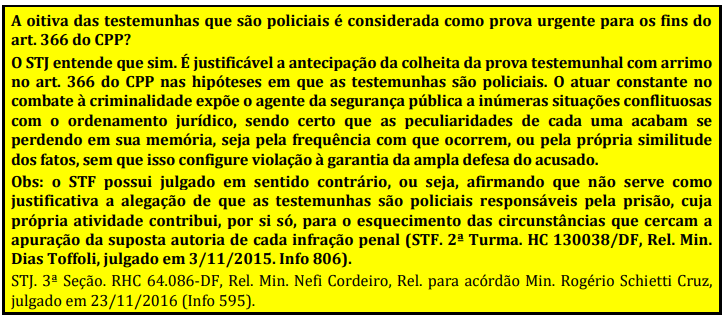 A oitiva das testemunhas que são policiais é considerada como prova urgente para os fins do
art. 366 do CPP?
O STJ entende que sim. É justificável a antecipação da colheita da prova testemunhal com arrimo
no art. 366 do CPP nas hipóteses em que as testemunhas são policiais. O atuar constante no
combate à criminalidade expõe o agente da segurança pública a inúmeras situações conflituosas
com o ordenamento jurídico, sendo certo que as peculiaridades de cada uma acabam se
perdendo em sua memória, seja pela frequência com que ocorrem, ou pela própria similitude
dos fatos, sem que isso configure violação à garantia da ampla defesa do acusado.
Obs: o STF possui julgado em sentido contrário, ou seja, afirmando que não serve como
justificativa a alegação de que as testemunhas são policiais responsáveis pela prisão, cuja
própria atividade contribui, por si só, para o esquecimento das circunstâncias que cercam a
apuração da suposta autoria de cada infração penal (STF. 2ª Turma. HC 130038/DF, Rel. Min.
Dias Toffoli, julgado em 3/11/2015. Info 806).
STJ. 3ª Seção. RHC 64.086-DF, Rel. Min. Nefi Cordeiro, Rel. para acórdão Min. Rogério Schietti Cruz,
julgado em 23/11/2016 (Info 595).